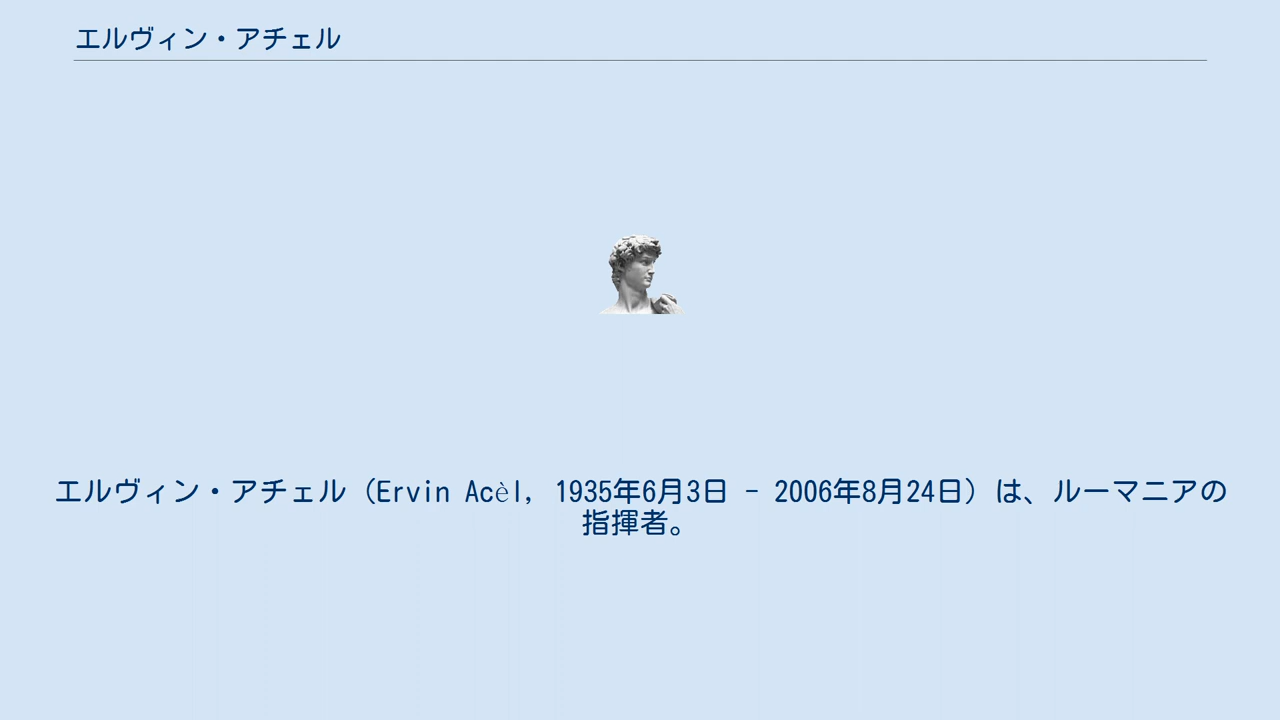 エルヴィン・アチェル
エルヴィン・アチェル（Ervin Acèl, 1935年6月3日 - 2006年8月24日）は、ルーマニアの
指揮者。